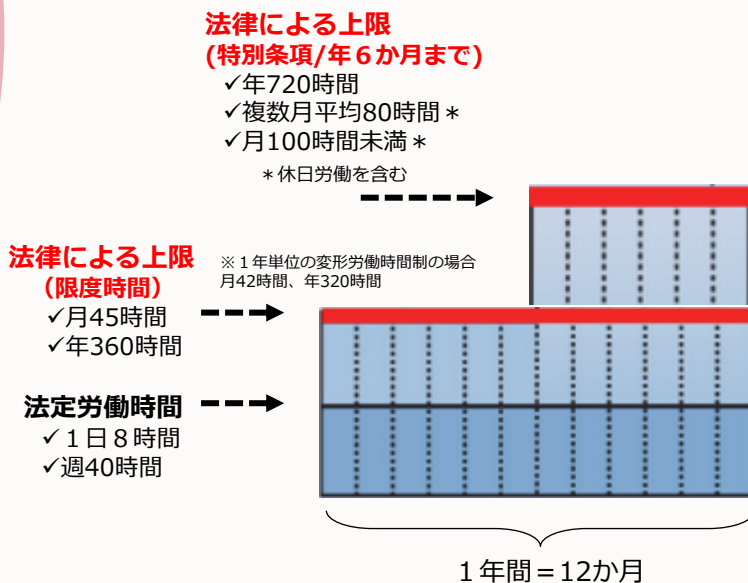 法律による上限
(特別条項/年６か月まで)
✓年720時間
✓複数月平均80時間＊
✓月100時間未満＊
＊休日労働を含む
法律による上限
（限度時間）
✓月45時間
✓年360時間
※１年単位の変形労働時間制の場合
月42時間、年320時間
法定労働時間
✓１日８時間
✓週40時間
１年間＝12か月